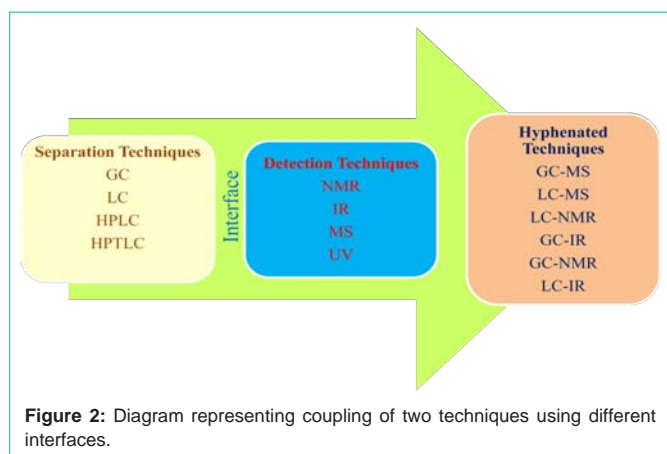 Separation Techniques
GC
LC
HPLC
HPTLC
Interface
Detection Techniques
NMR
IR
MS
UV
Hyphenated
Techniques
GC-MS
LC-MS
LC-NMR
GC-IR
GC-NMR
LC-IR
Figure 2: Diagram representing coupling of two techniques using different
interfaces.